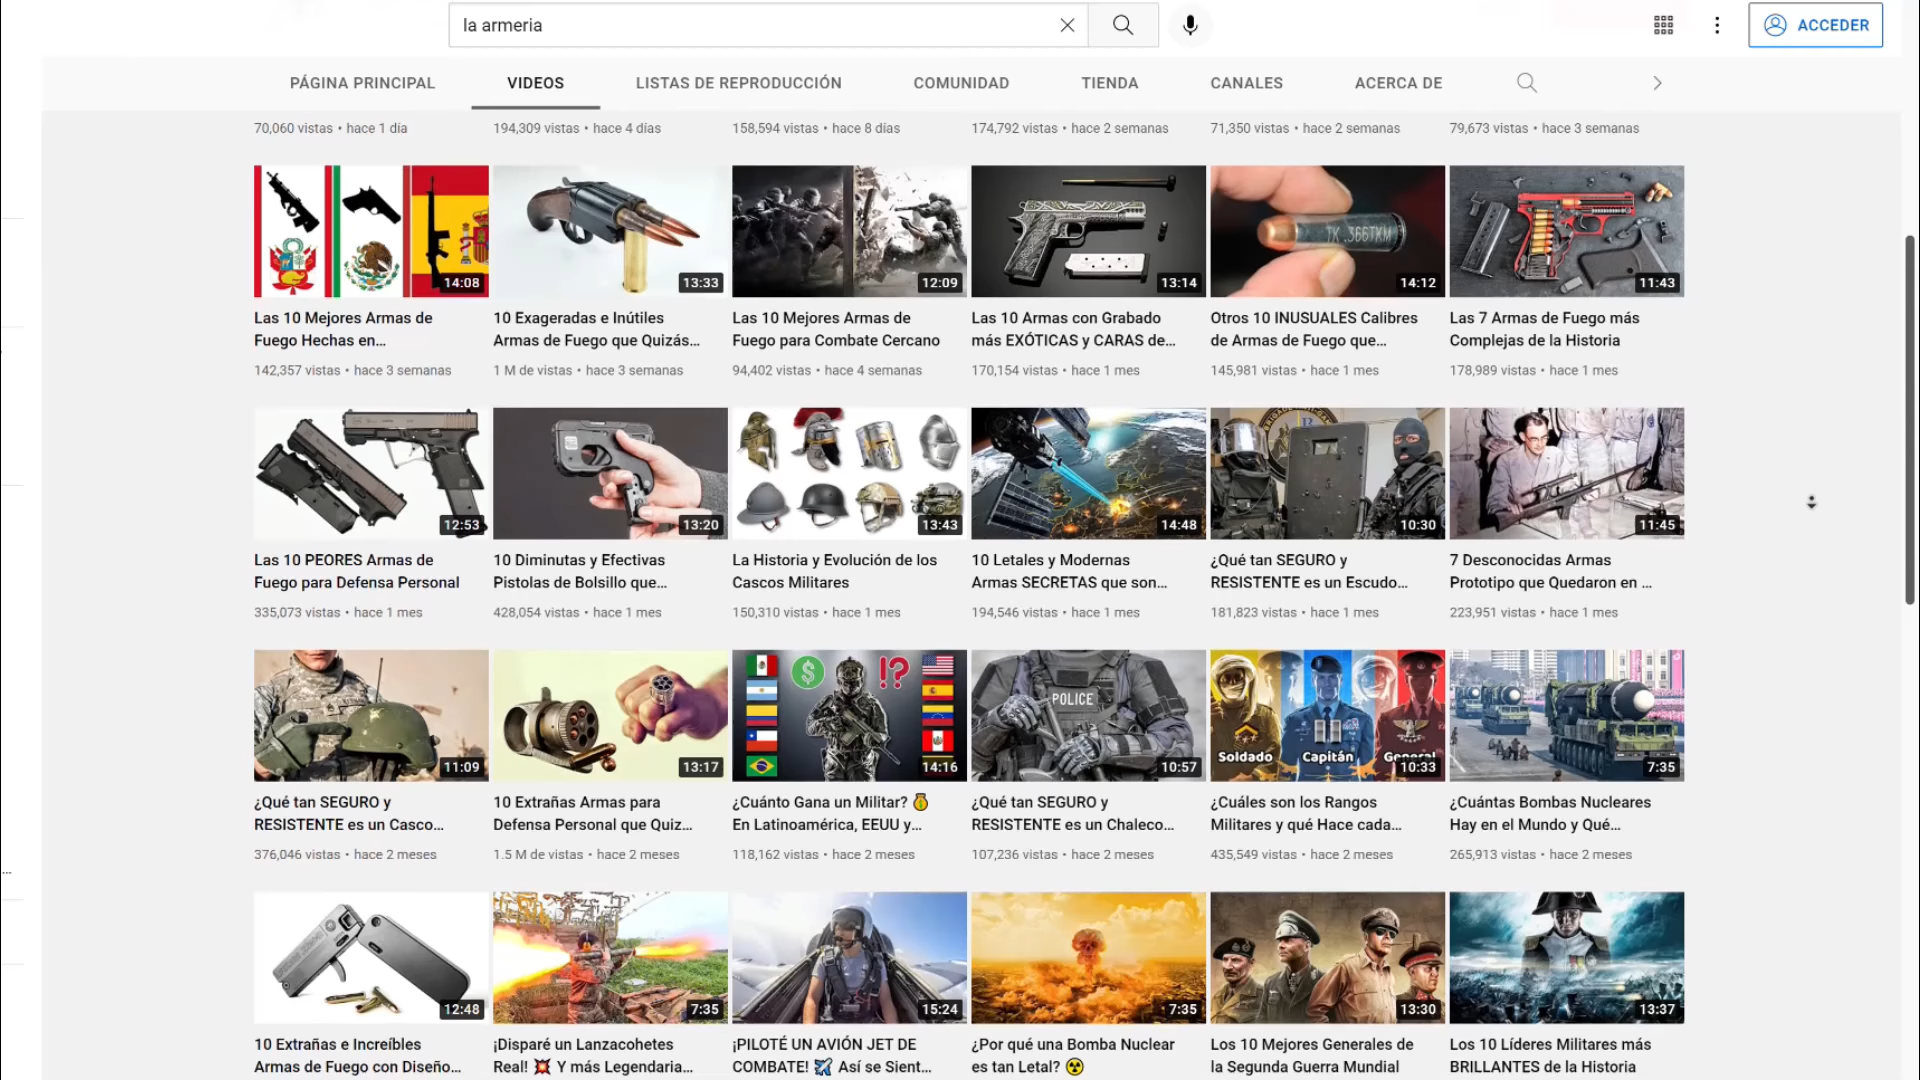 la armeria
ACCEDER
PÁGINA PRINCIPAL
VIDEOS
LISTAS DE REPRODUCCIÓN
COMUNIDAD
TIENDA
CANALES
ACERCA DE
70,060 vistas • hace 1 día
194,309 vistas • hace 4 días
158,594 vistas • hace 8 días
174,792 vistas • hace 2 semanas
71,350 vistas • hace 2 semanas
79,673 vistas • hace 3 semanas
14:08
13:33
12:09
13:14
TK .366TKM
14:12
11:43
Las 10 Mejores Armas de
Fuego Hechas en...
142,357 vistas • hace 3 semanas
10 Exageradas e Inútiles
Armas de Fuego que Quizás...
1 M de vistas • hace 3 semanas
Las 10 Mejores Armas de
Fuego para Combate Cercano
94,402 vistas • hace 4 semanas
Las 10 Armas con Grabado
más EXÓTICAS y CARAS de...
170,154 vistas • hace 1 mes
Otros 10 INUSUALES Calibres
de Armas de Fuego que...
145,981 vistas • hace 1 mes
Las 7 Armas de Fuego más
Complejas de la Historia
178,989 vistas • hace 1 mes
12:53
13:20
13:43
14:48
10:30
11:45
Las 10 PEORES Armas de
Fuego para Defensa Personal
335,073 vistas • hace 1 mes
10 Diminutas y Efectivas
Pistolas de Bolsillo que...
428,054 vistas • hace 1 mes
La Historia y Evolución de los
Cascos Militares
150,310 vistas • hace 1 mes
10 Letales y Modernas
Armas SECRETAS que son...
194,546 vistas • hace 1 mes
¿Qué tan SEGURO y
RESISTENTE es un Escudo...
181,823 vistas • hace 1 mes
7 Desconocidas Armas
Prototipo que Quedaron en ...
223,951 vistas • hace 1 mes
11:09
13:17
$ !?
14:16
POLICE
10:57
Soldado
Capitán
General
10:33
7:35
¿Qué tan SEGURO y
RESISTENTE es un Casco...
376,046 vistas • hace 2 meses
10 Extrañas Armas para
Defensa Personal que Quiz...
1.5 M de vistas • hace 2 meses
¿Cuánto Gana un Militar? 💰
En Latinoamérica, EEUU y...
118,162 vistas • hace 2 meses
¿Qué tan SEGURO y
RESISTENTE es un Chaleco...
107,236 vistas • hace 2 meses
¿Cuáles son los Rangos
Militares y qué Hace cada...
435,549 vistas • hace 2 meses
¿Cuántas Bombas Nucleares
Hay en el Mundo y Qué...
265,913 vistas • hace 2 meses
12:48
7:35
15:24
7:35
13:30
13:37
10 Extrañas e Increíbles
Armas de Fuego con Diseño...
¡Disparé un Lanzacohetes
Real! 💥 Y más Legendaria...
¡PILOTÉ UN AVIÓN JET DE
COMBATE! ✈️ Así se Sient...
¿Por qué una Bomba Nuclear
es tan Letal? ☢️
Los 10 Mejores Generales de
la Segunda Guerra Mundial
Los 10 Líderes Militares más
BRILLANTES de la Historia